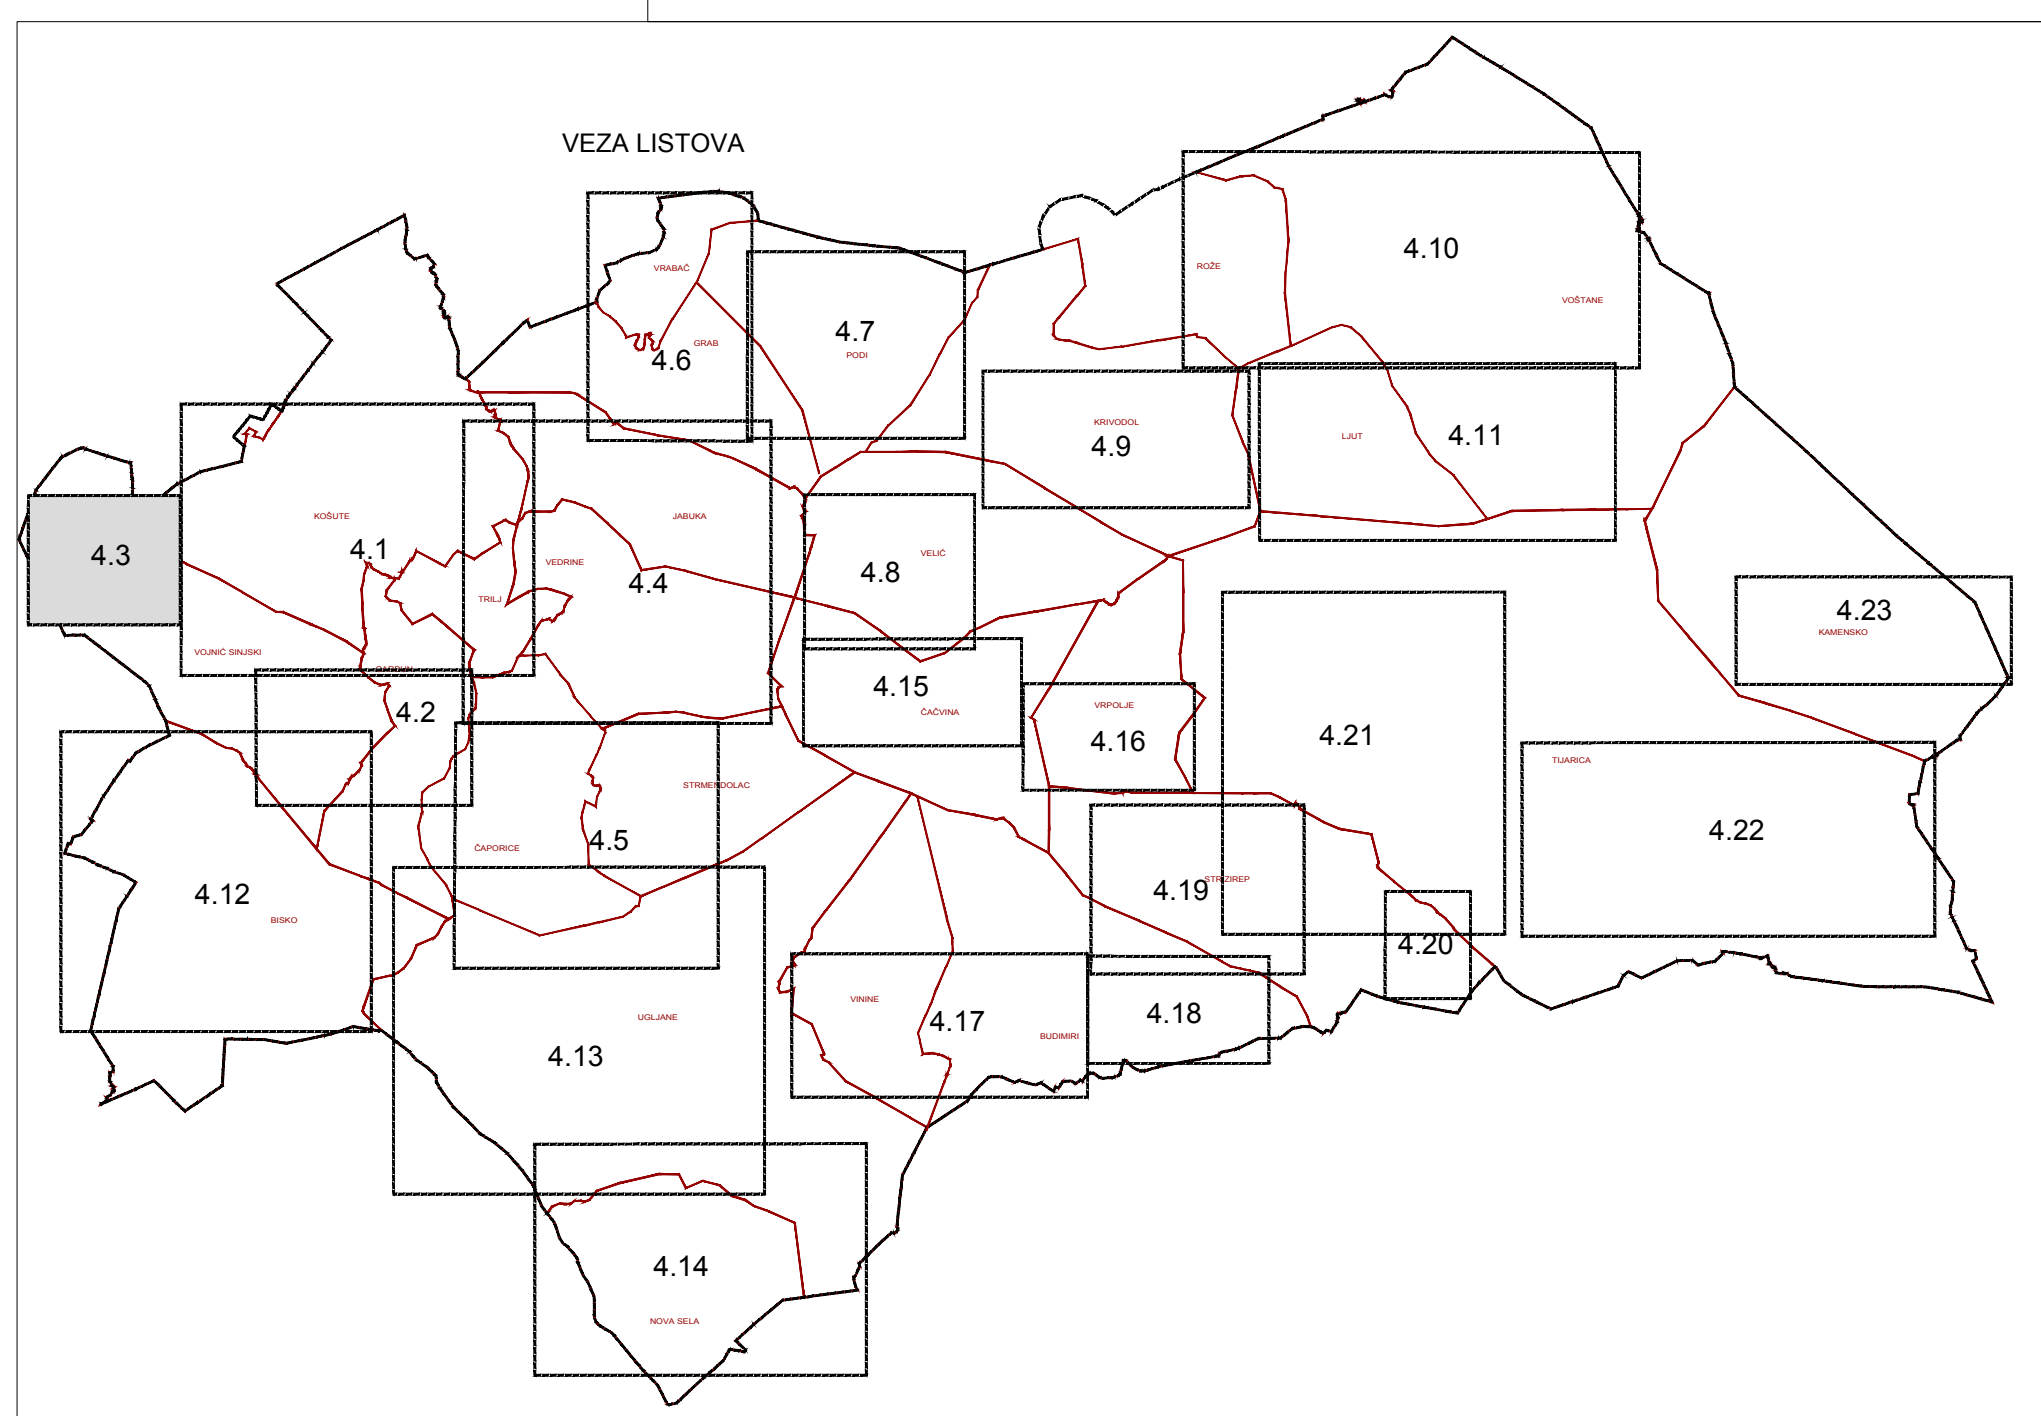 VEZA LISTOVA
4.10
ROŽE
VOŠTANE
VRABAČ
4.7
PODI
GRAB
4.6
KRIVODOL
4.9
LJUT
4.11
KOŠUTE
JABUKA
4.1
4.3
VEDRINE
4.4
VELIĆ
4.8
TRILJ
4.23
KAMENSKO
VOJNIĆ SINJSKI
GARDUN
4.2
4.15
ČAČVINA
VRPOLJE
4.16
4.21
TIJARICA
STRMENDOLAC
4.5
ČAPORICE
4.22
4.12
BISKO
4.19
STRIZIREP
4.20
VININE
4.17
BUDIMIRI
4.18
UGLJANE
4.13
4.14
NOVA SELA